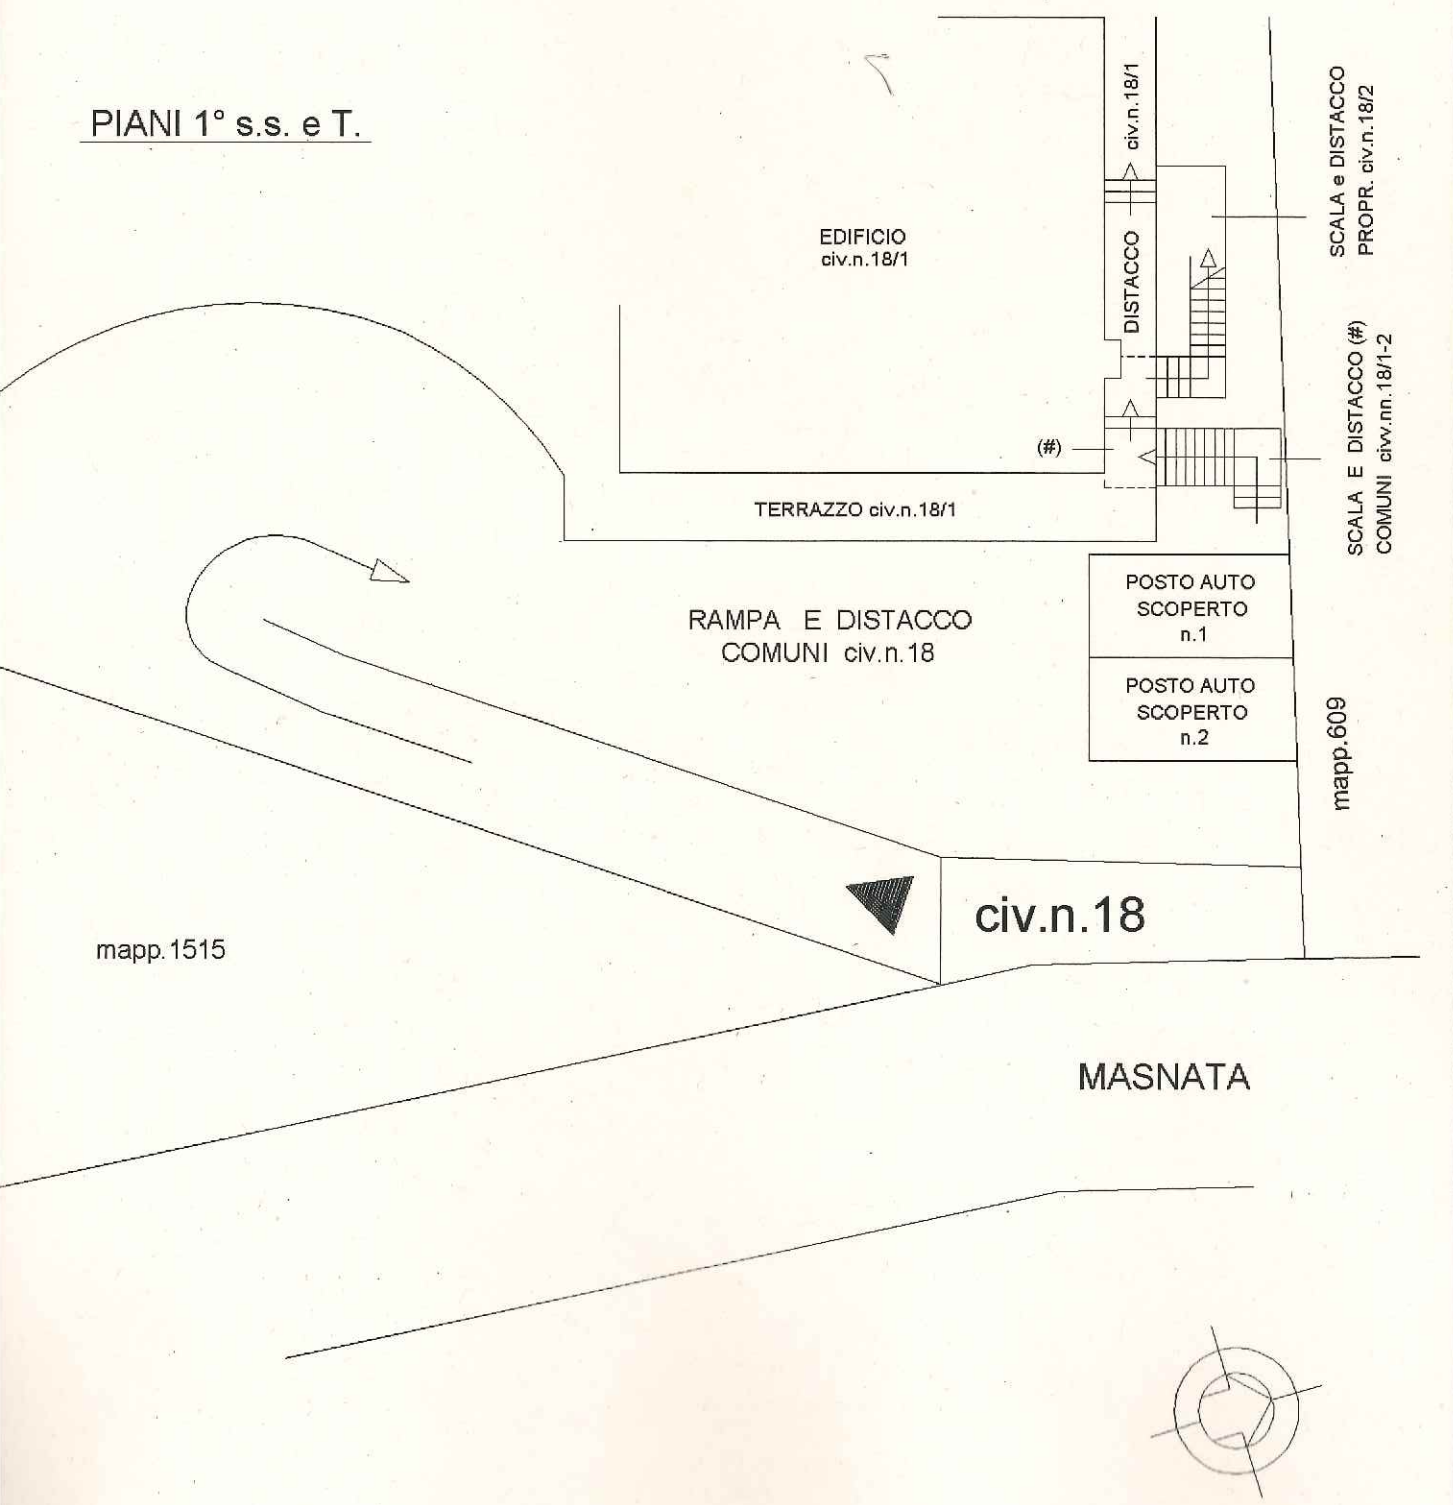 PIANI 1° s.s. e T.
civ.n.18/1
SCALA e DISTACCO
PROPR. civ.n.18/2
EDIFICIO
civ.n.18/1
DISTACCO
SCALA E DISTACCO (#)
COMUNI civv.nn.18/1-2
(#)
TERRAZZO civ.n.18/1
POSTO AUTO
SCOPERTO
n.1
RAMPA E DISTACCO
COMUNI civ.n.18
POSTO AUTO
SCOPERTO
n.2
mapp.609
civ.n.18
mapp.1515
MASNATA